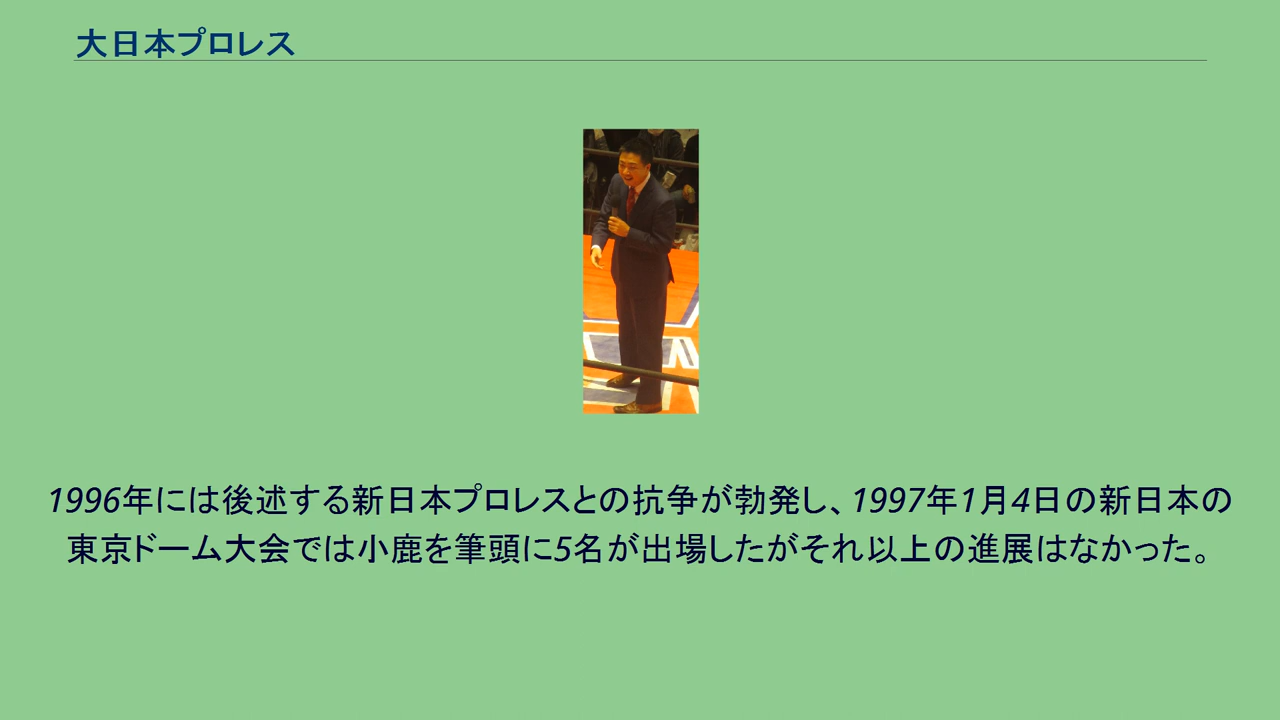 大日本プロレス
1996年には後述する新日本プロレスとの抗争が勃発し、1997年1月4日の新日本の
東京ドーム大会では小鹿を筆頭に5名が出場したがそれ以上の進展はなかった。